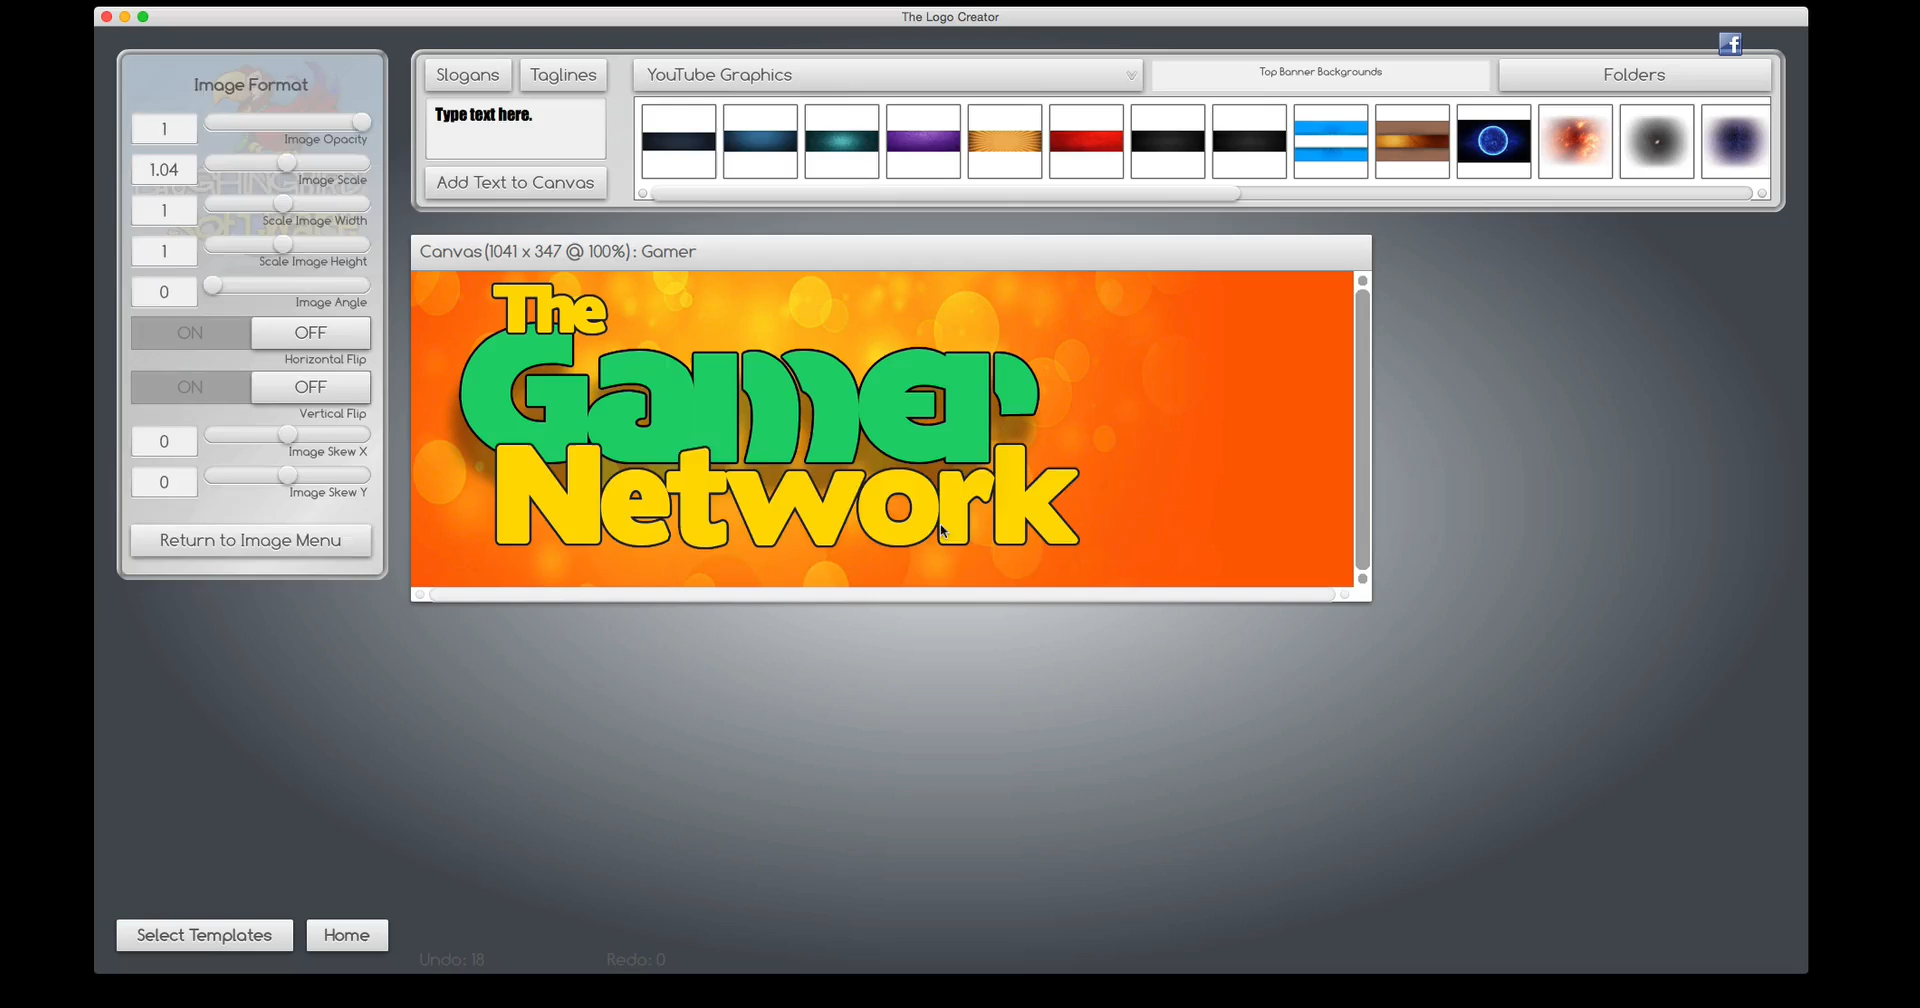 The Logo Creator
Image Format
1
Image Opacity
1.04
Image Scale
1
Scale Image Width
1
Scale Image Height
0
Image Angle
ON OFF
Horizontal Flip
ON OFF
Vertical Flip
0
Image Skew X
0
Image Skew Y
Return to Image Menu
Slogans Taglines
Type text here.
Add Text to Canvas
YouTube Graphics
Top Banner Backgrounds
Folders
f
Canvas (1041 x 347 @ 100%) : Gamer
The
Gamer
Network
Select Templates Home
Undo: 18 Redo: 0